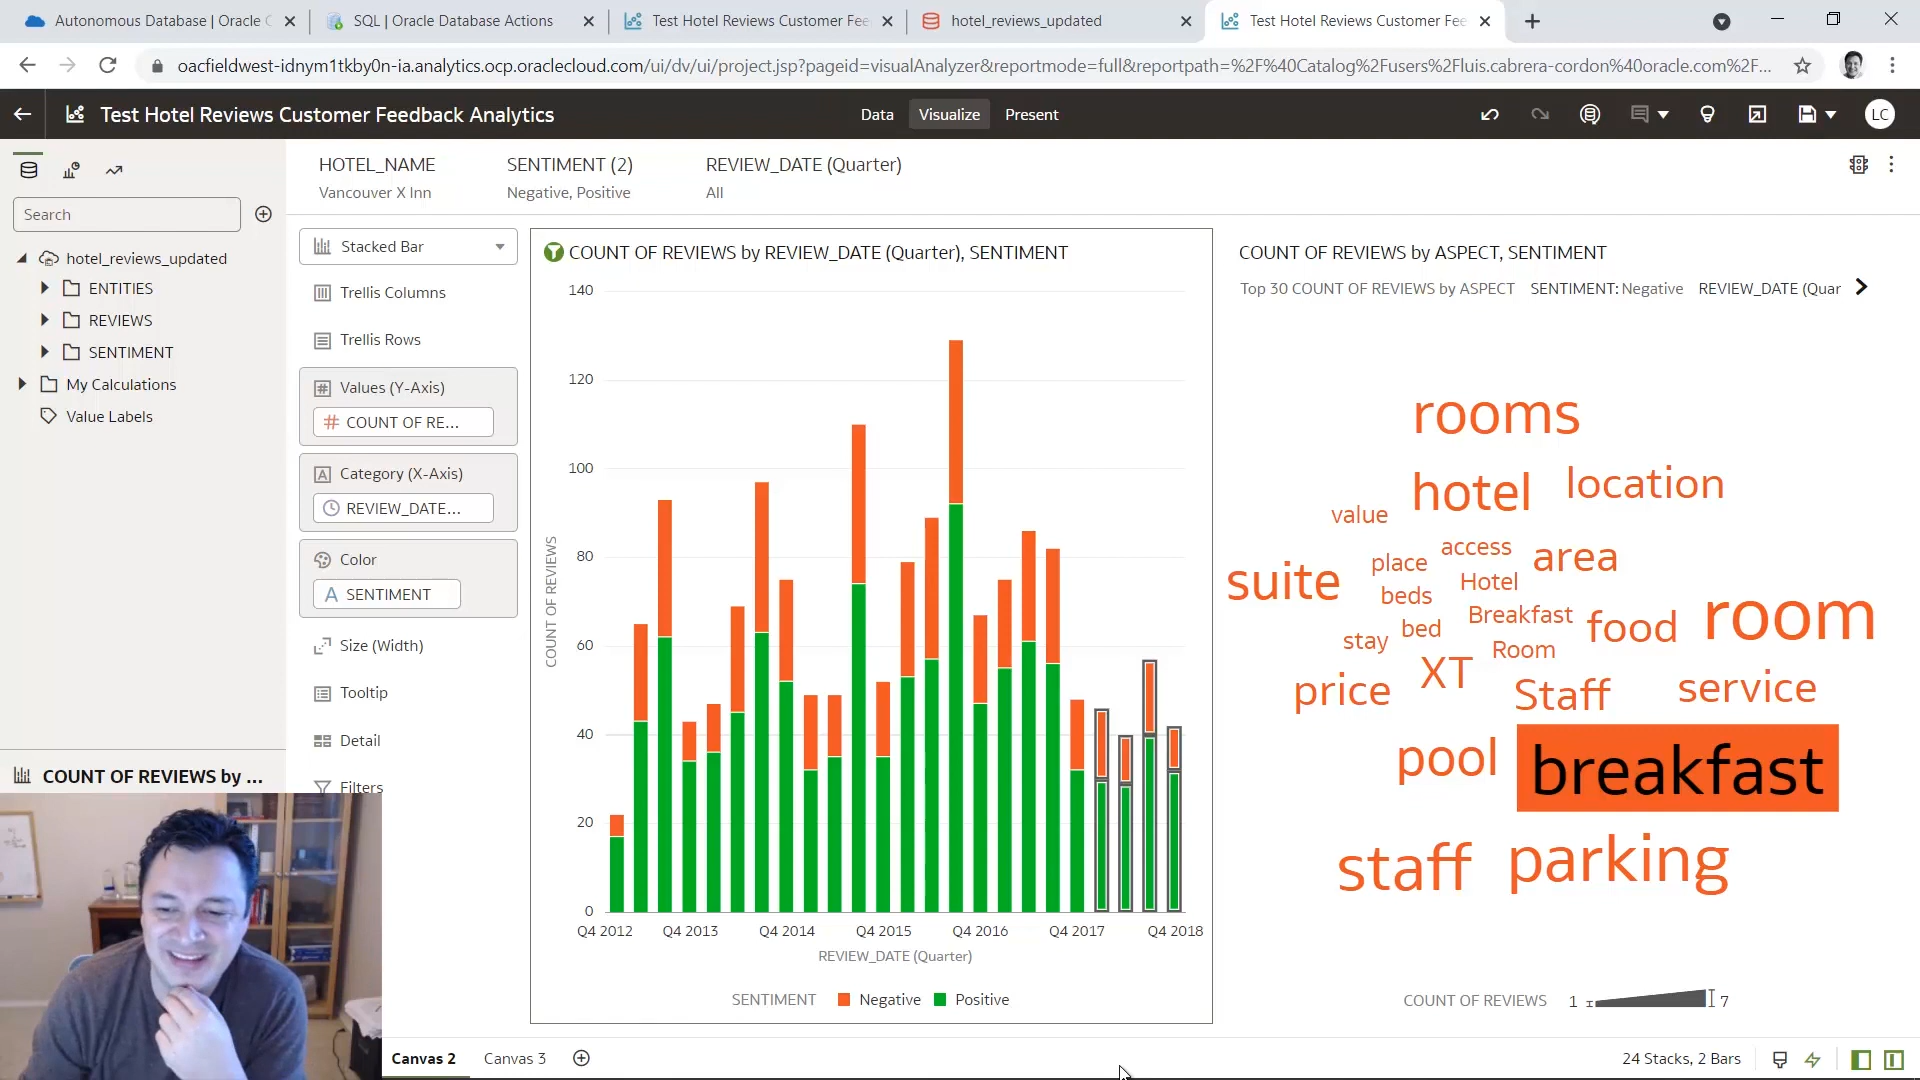 Autonomous Database | Oracle C
SQL | Oracle Database Actions
Test Hotel Reviews Customer Fee
hotel_reviews_updated
Test Hotel Reviews Customer Fee
oacfieldwest-idnym1tkby0n-ia.analytics.ocp.oraclecloud.com/ui/dv/ui/project.jsp?pageid=visualAnalyzer&reportmode=full&reportpath=%2F%40Catalog%2Fusers%2Fluis.cabrera-cordon%40oracle.com%2F...
Test Hotel Reviews Customer Feedback Analytics
Data
Visualize
Present
LC
HOTEL_NAME
Vancouver X Inn
SENTIMENT (2)
Negative, Positive
REVIEW_DATE (Quarter)
All
Search
hotel_reviews_updated
ENTITIES
REVIEWS
SENTIMENT
My Calculations
Value Labels
COUNT OF REVIEWS by ...
Stacked Bar
Trellis Columns
Trellis Rows
Values (Y-Axis)
# COUNT OF RE...
Category (X-Axis)
REVIEW_DATE...
Color
A SENTIMENT
Size (Width)
Tooltip
Detail
Filters
COUNT OF REVIEWS by REVIEW_DATE (Quarter), SENTIMENT
140
120
100
80
60
40
20
0
COUNT OF REVIEWS
Q4 2012
Q4 2013
Q4 2014
Q4 2015
Q4 2016
Q4 2017
Q4 2018
REVIEW_DATE (Quarter)
SENTIMENT
Negative
Positive
COUNT OF REVIEWS by ASPECT, SENTIMENT
Top 30 COUNT OF REVIEWS by ASPECT SENTIMENT: Negative REVIEW_DATE (Quar
rooms
hotel
location
value
access
area
place
suite
Hotel
beds
Breakfast
room
bed
food
stay
Room
XT
price
Staff
service
pool
breakfast
staff
parking
COUNT OF REVIEWS
1
7
Canvas 2
Canvas 3
24 Stacks, 2 Bars